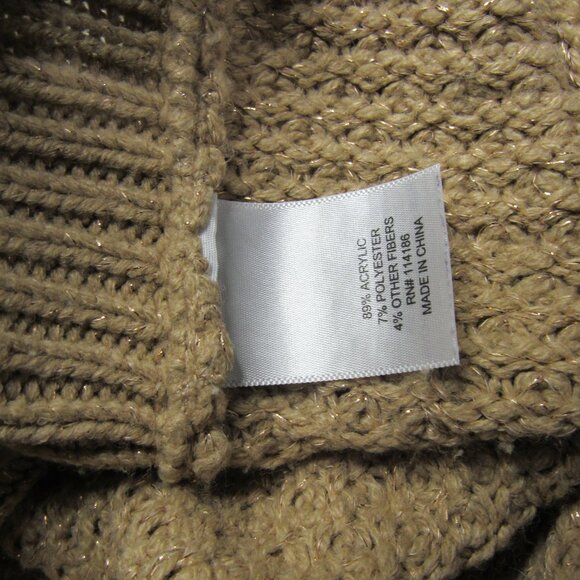 89% ACRYLIC
7% POLYESTER
4% OTHER FIBERS
RN# 114186
MADE IN CHINA